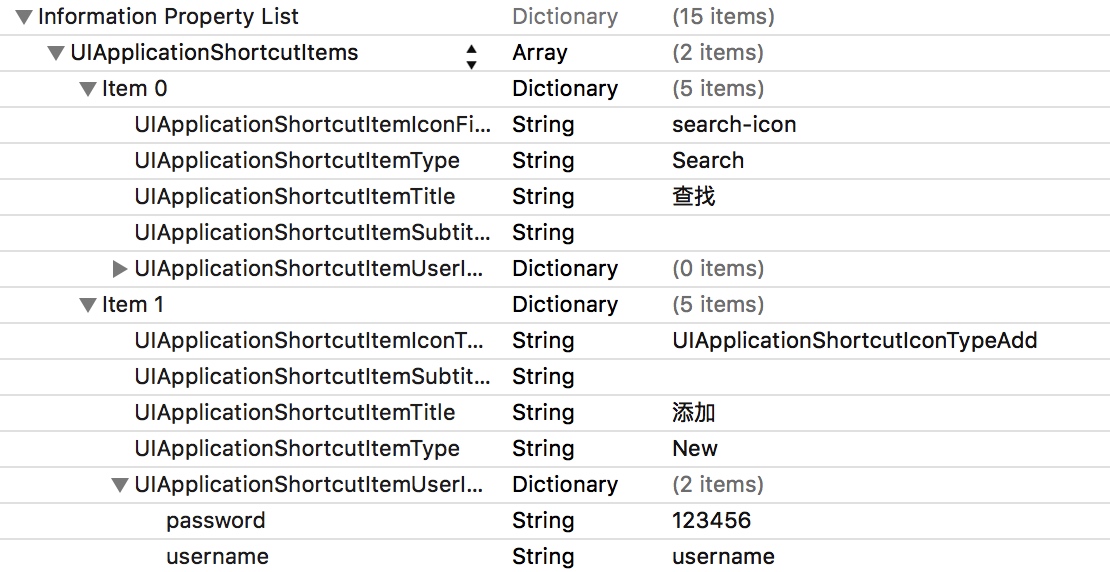 Information Property List Dictionary (15 items)
UIApplicationShortcutItems Array (2 items)
Item 0 Dictionary (5 items)
UIApplicationShortcutItemIconFi... String search-icon
UIApplicationShortcutItemType String Search
UIApplicationShortcutItemTitle String 查找
UIApplicationShortcutItemSubtit... String
UIApplicationShortcutItemUserI... Dictionary (0 items)
Item 1 Dictionary (5 items)
UIApplicationShortcutItemIconT... String UIApplicationShortcutIconTypeAdd
UIApplicationShortcutItemSubtit... String
UIApplicationShortcutItemTitle String 添加
UIApplicationShortcutItemType String New
UIApplicationShortcutItemUserI... Dictionary (2 items)
password String 123456
username String username